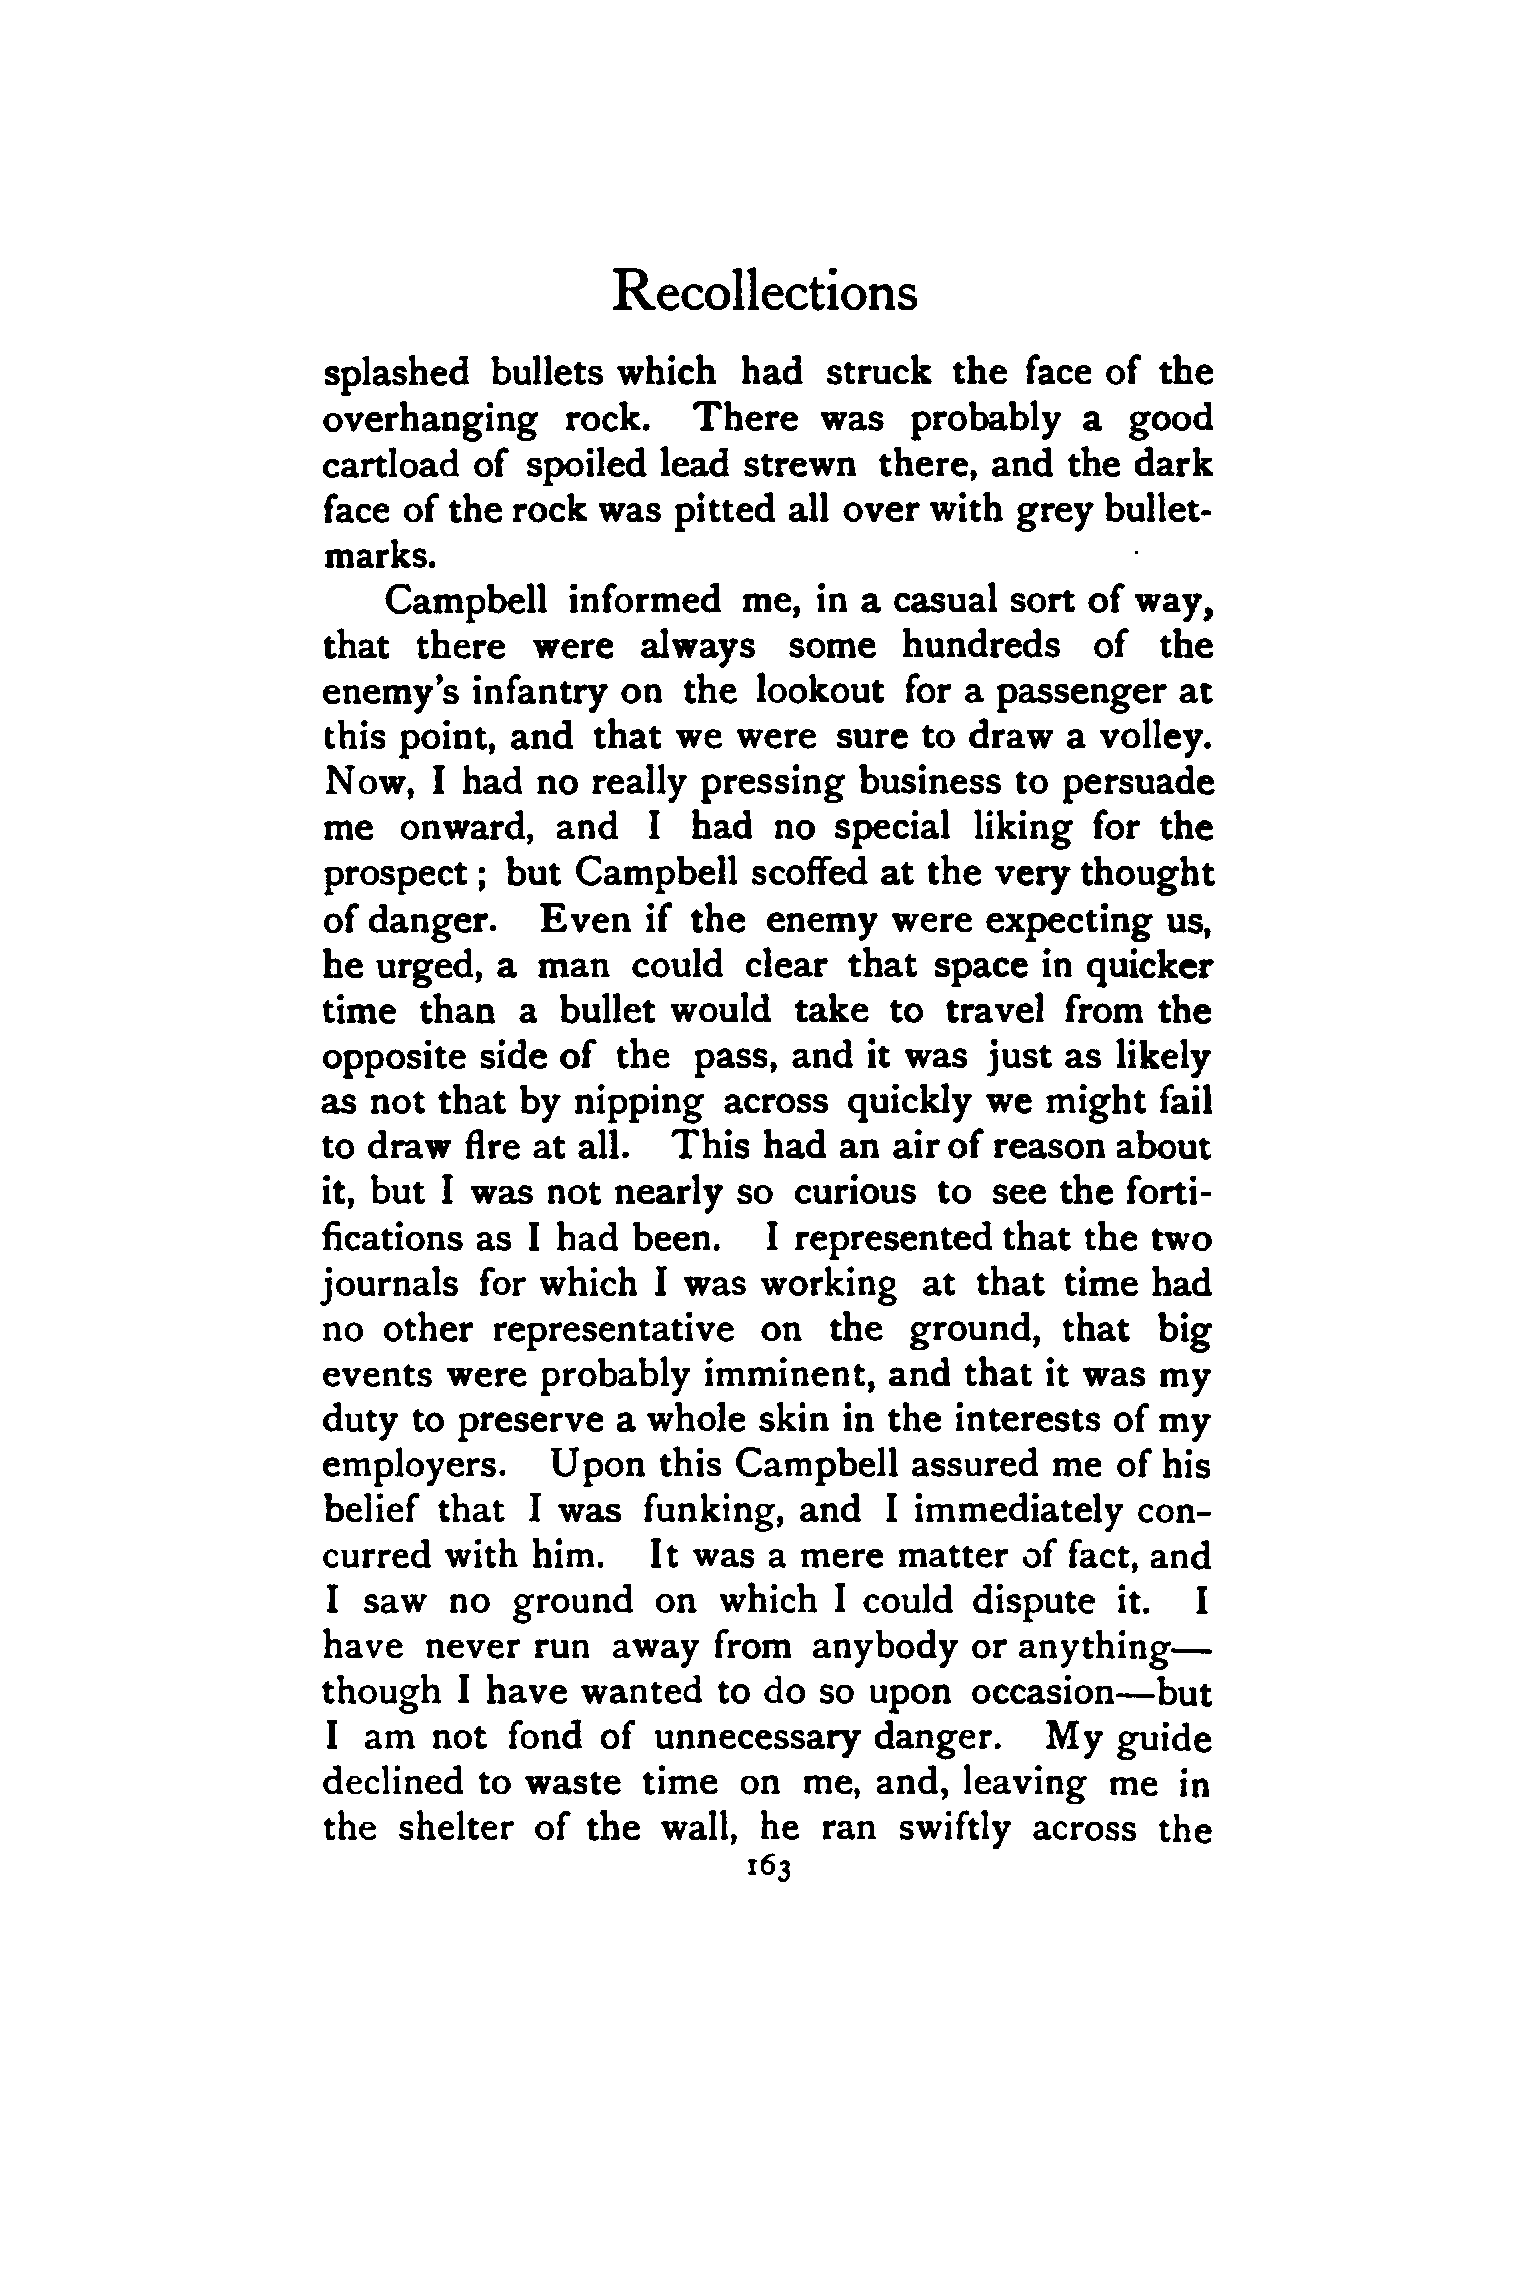 Recollections
splashed bullets which had struck the face of the
overhanging rock. There was probably a good
cartload of spoiled lead strewn there, and the dark
face of the rock was pitted all over with grey bullet-
marks.
Campbell informed me, in a casual sort of way,
that there were always some hundreds of the
enemy's infantry on the lookout for a passenger at
this point, and that we were sure to draw a volley.
Now, I had no really pressing business to persuade
me onward, and I had no special liking for the
prospect ; but Campbell scoffed at the very thought
of danger. Even if the enemy were expecting us,
he urged, a man could clear that space in quicker
time than a bullet would take to travel from the
opposite side of the pass, and it was just as likely
as not that by nipping across quickly we might fail
to draw fire at all. This had an air of reason about
it, but I was not nearly so curious to see the forti-
fications as I had been. I represented that the two
journals for which I was working at that time had
no other representative on the ground, that big
events were probably imminent, and that it was my
duty to preserve a whole skin in the interests of my
employers. Upon this Campbell assured me of his
belief that I was funking, and I immediately con-
curred with him. It was a mere matter of fact, and
I saw no ground on which I could dispute it. I
have never run away from anybody or anything—
though I have wanted to do so upon occasion—but
I am not fond of unnecessary danger. My guide
declined to waste time on me, and, leaving me in
the shelter of the wall, he ran swiftly across the
163